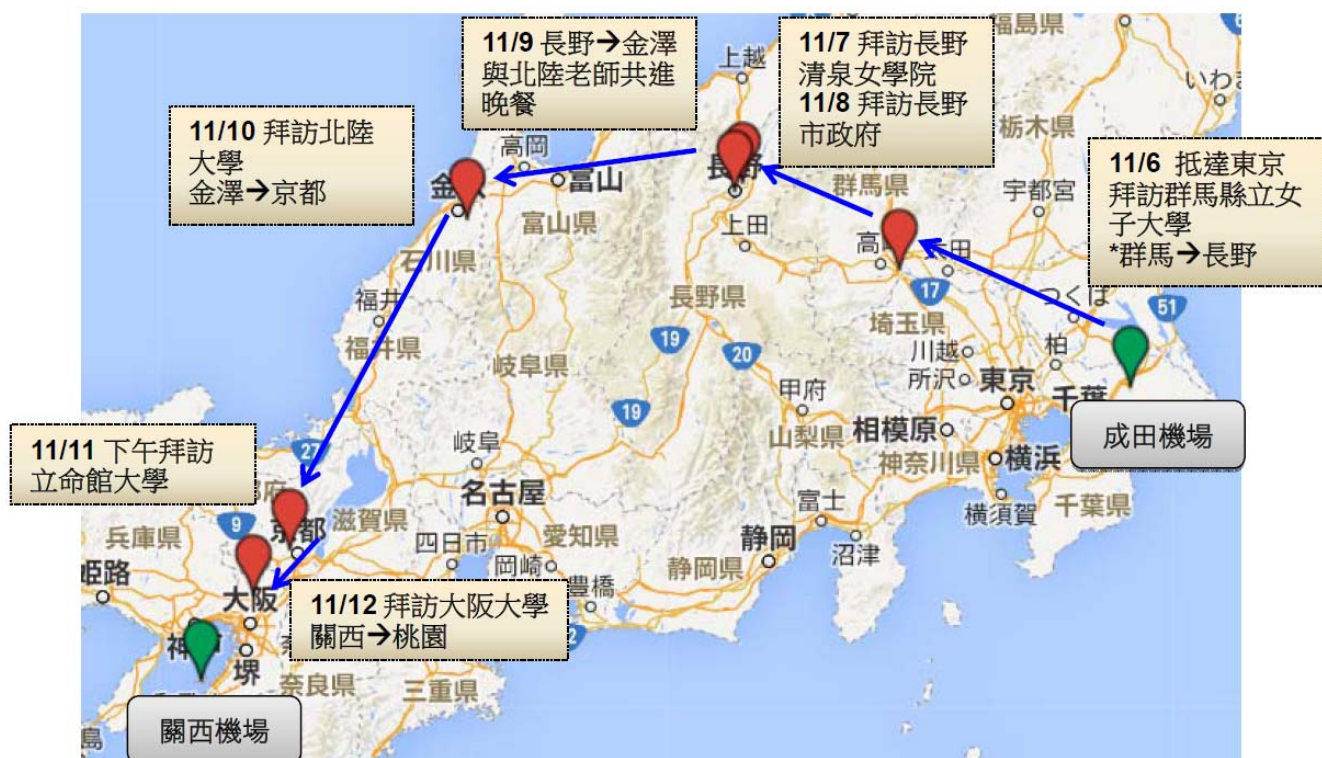 11/9 長野→金澤
與北陸老師共進
晚餐
11/7 拜訪長野
清泉女學院
11/8 拜訪長野
市政府
11/10 拜訪北陸
大學
金澤→京都
11/6 抵達東京
拜訪群馬縣立女
子大學
*群馬→長野
11/11 下午拜訪
立命館大學
11/12 拜訪大阪大學
關西→桃園
成田機場
關西機場
福島県
上越
いわ
栃木県
高岡
富山
長野
群馬県
宇都宮
富山県
上田
太田
石川県
17
つくば
51
長野県
埼玉県
福井
福井県
岐阜県
19
20
川越
所沢
柏
東京
千葉
甲府
19
山梨県
相模原
神奈川県
横浜
岐阜
27
名古屋
横須賀
千葉県
富士
9
京都
滋賀県
愛知県
静岡
沼津
兵庫県
四日市
岡崎
静岡県
姫路
豊橋
大阪
堺
奈良県
三重県